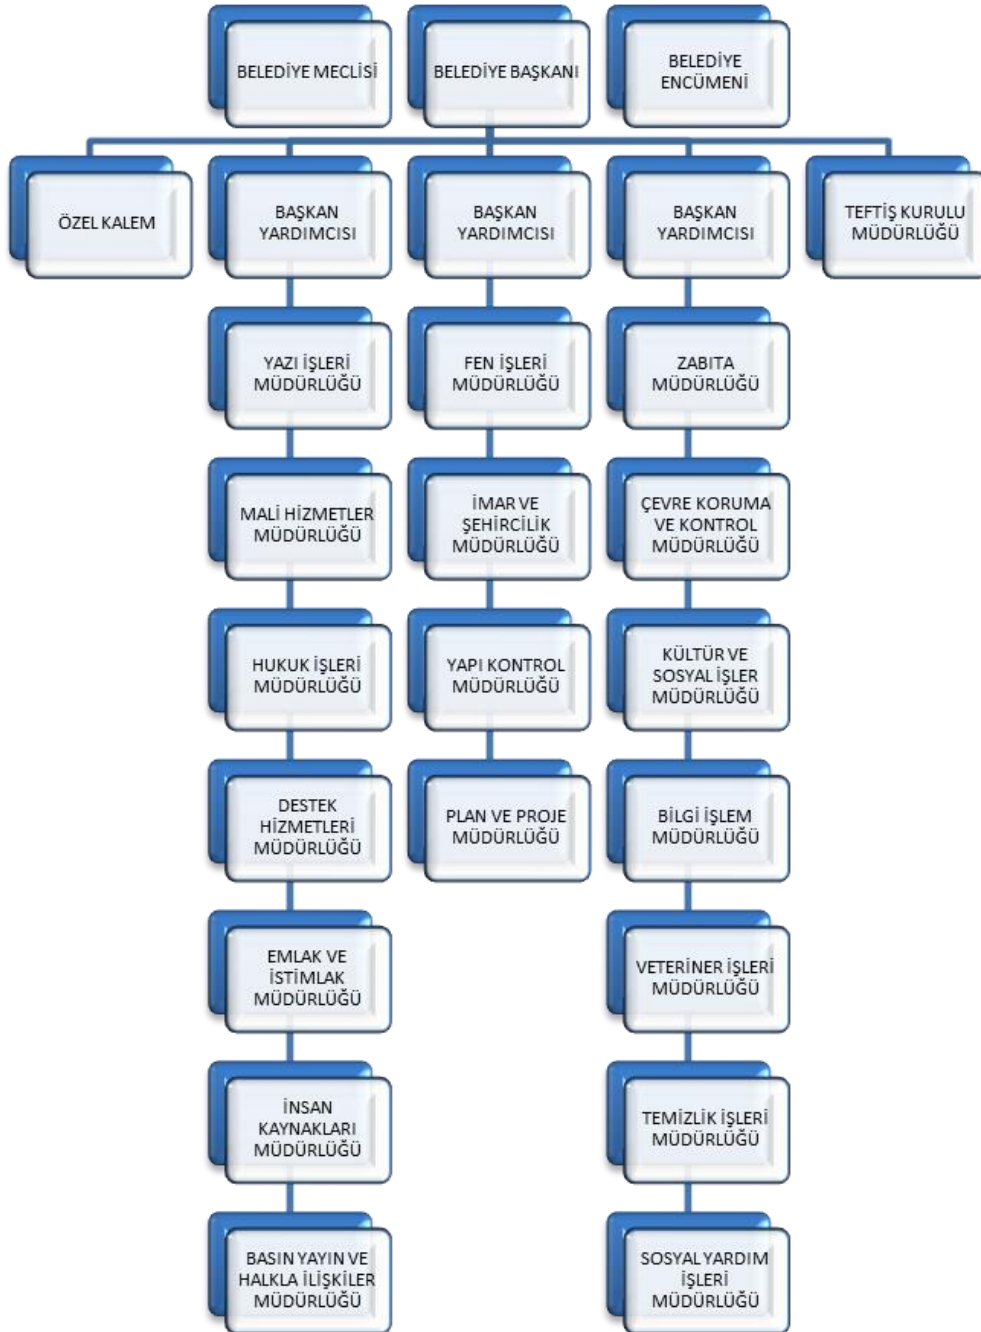 BELEDİYE MECLİSİ
BELEDİYE BAŞKANI
BELEDİYE
ENCÜMENİ
ÖZEL KALEM
BAŞKAN
YARDIMCISI
BAŞKAN
YARDIMCISI
BAŞKAN
YARDIMCISI
TEFTİŞ KURULU
MÜDÜRLÜĞÜ
YAZI İŞLERİ
MÜDÜRLÜĞÜ
FEN İŞLERİ
MÜDÜRLÜĞÜ
ZABITA
MÜDÜRLÜĞÜ
MALİ HİZMETLER
MÜDÜRLÜĞÜ
İMAR VE
ŞEHİRCİLİK
MÜDÜRLÜĞÜ
ÇEVRE KORUMA
VE KONTROL
MÜDÜRLÜĞÜ
HUKUK İŞLERİ
MÜDÜRLÜĞÜ
YAPI KONTROL
MÜDÜRLÜĞÜ
KÜLTÜR VE
SOSYAL İŞLER
MÜDÜRLÜĞÜ
DESTEK
HİZMETLERİ
MÜDÜRLÜĞÜ
PLAN VE PROJE
MÜDÜRLÜĞÜ
BİLGİ İŞLEM
MÜDÜRLÜĞÜ
EMLAK VE
İSTİMLAK
MÜDÜRLÜĞÜ
VETERİNER İŞLERİ
MÜDÜRLÜĞÜ
İNSAN
KAYNAKLARI
MÜDÜRLÜĞÜ
TEMİZLİK İŞLERİ
MÜDÜRLÜĞÜ
BASIN YAYIN VE
HALKLA İLİŞKİLER
MÜDÜRLÜĞÜ
SOSYAL YARDIM
İŞLERİ
MÜDÜRLÜĞÜ